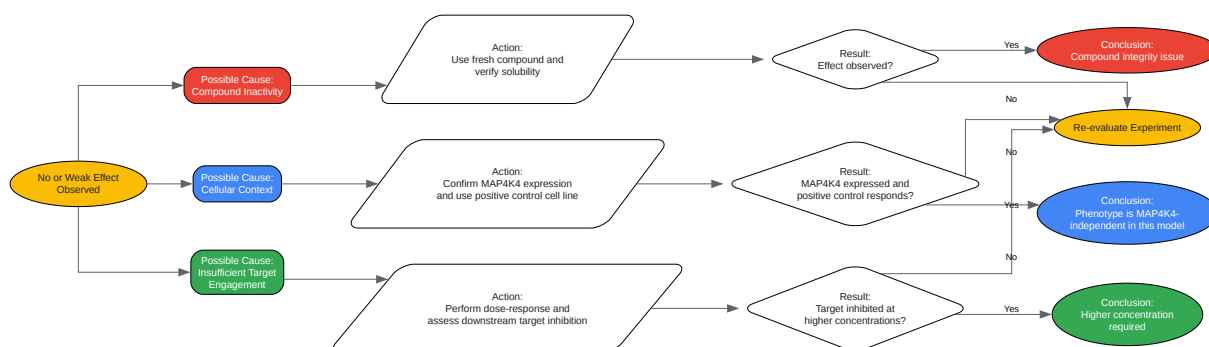 Action:
Use fresh compound and
verify solubility
Result:
Effect observed?
Yes
Conclusion:
Compound integrity issue
Possible Cause:
Compound Inactivity
No
Re-evaluate Experiment
No
No or Weak Effect
Observed
Possible Cause:
Cellular Context
Action:
Confirm MAP4K4 expression
and use positive control cell line
Result:
MAP4K4 expressed and
positive control responds?
Yes
Conclusion:
Phenotype is MAP4K4-
independent in this model
No
Possible Cause:
Insufficient Target
Engagement
Action:
Perform dose-response and
assess downstream target inhibition
Result:
Target inhibited at
higher concentrations?
Yes
Conclusion:
Higher concentration
required